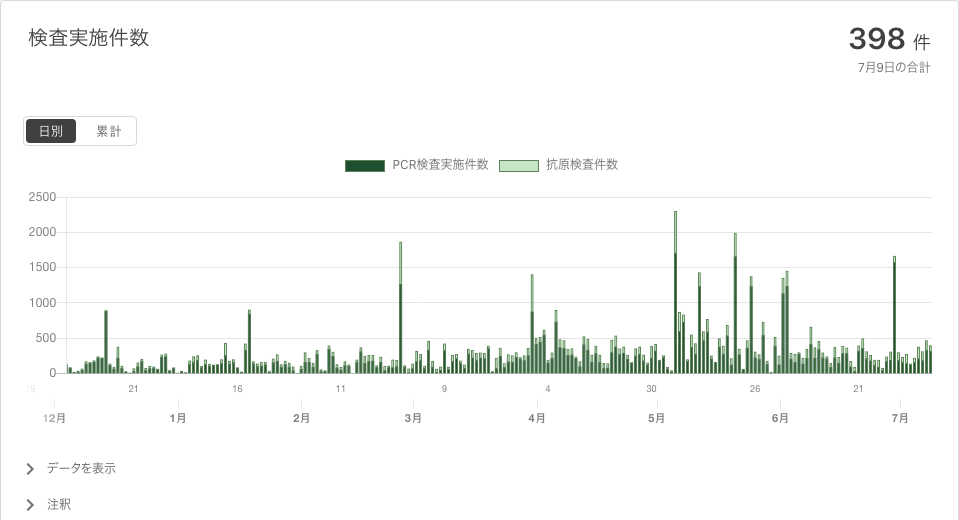 検査実施件数
398 件
7月9日の合計
日別 累計
PCR検査実施件数 抗原検査件数
2500
2000
1500
1000
500
0
25 21 16 11 9 4 30 26 21
12月 1月 2月 3月 4月 5月 6月 7月
データを表示
注釈